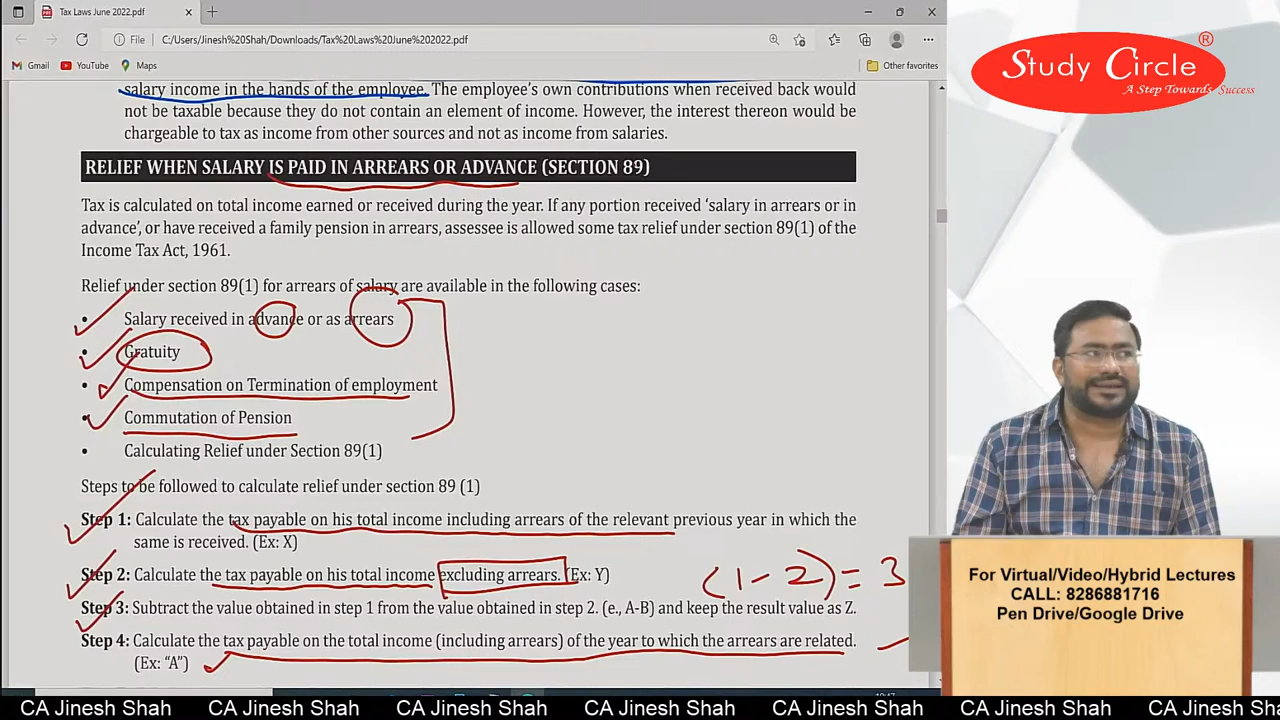 Tax Laws June 2022.pdf
File
C:/Users/Jinesh%20Shah/Downloads/Tax%20Laws%20June%202022.pdf
Gmail
YouTube
Maps
Other favorites
Study Circle ®
A Step Towards Success
salary income in the hands of the employee. The employee's own contributions when received back would
not be taxable because they do not contain an element of income. However, the interest thereon would be
chargeable to tax as income from other sources and not as income from salaries.
RELIEF WHEN SALARY IS PAID IN ARREARS OR ADVANCE (SECTION 89)
Tax is calculated on total income earned or received during the year. If any portion received 'salary in arrears or in
advance', or have received a family pension in arrears, assessee is allowed some tax relief under section 89(1) of the
Income Tax Act, 1961.
Relief under section 89(1) for arrears of salary are available in the following cases:
• Salary received in advance or as arrears
• Gratuity
• Compensation on Termination of employment
• Commutation of Pension
• Calculating Relief under Section 89(1)
Steps to be followed to calculate relief under section 89 (1)
Step 1: Calculate the tax payable on his total income including arrears of the relevant previous year in which the
same is received. (Ex: X)
Step 2: Calculate the tax payable on his total income excluding arrears. (Ex: Y)
(1-2)=3
Step 3: Subtract the value obtained in step 1 from the value obtained in step 2. (e., A-B) and keep the result value as Z.
Step 4: Calculate the tax payable on the total income (including arrears) of the year to which the arrears are related.
(Ex: "A")
For Virtual/Video/Hybrid Lectures
CALL: 8286881716
Pen Drive/Google Drive
CA Jinesh Shah CA Jinesh Shah CA Jinesh Shah CA Jinesh Shah CA Jinesh Shah CA Jinesh Shah CA Jinesh Sh